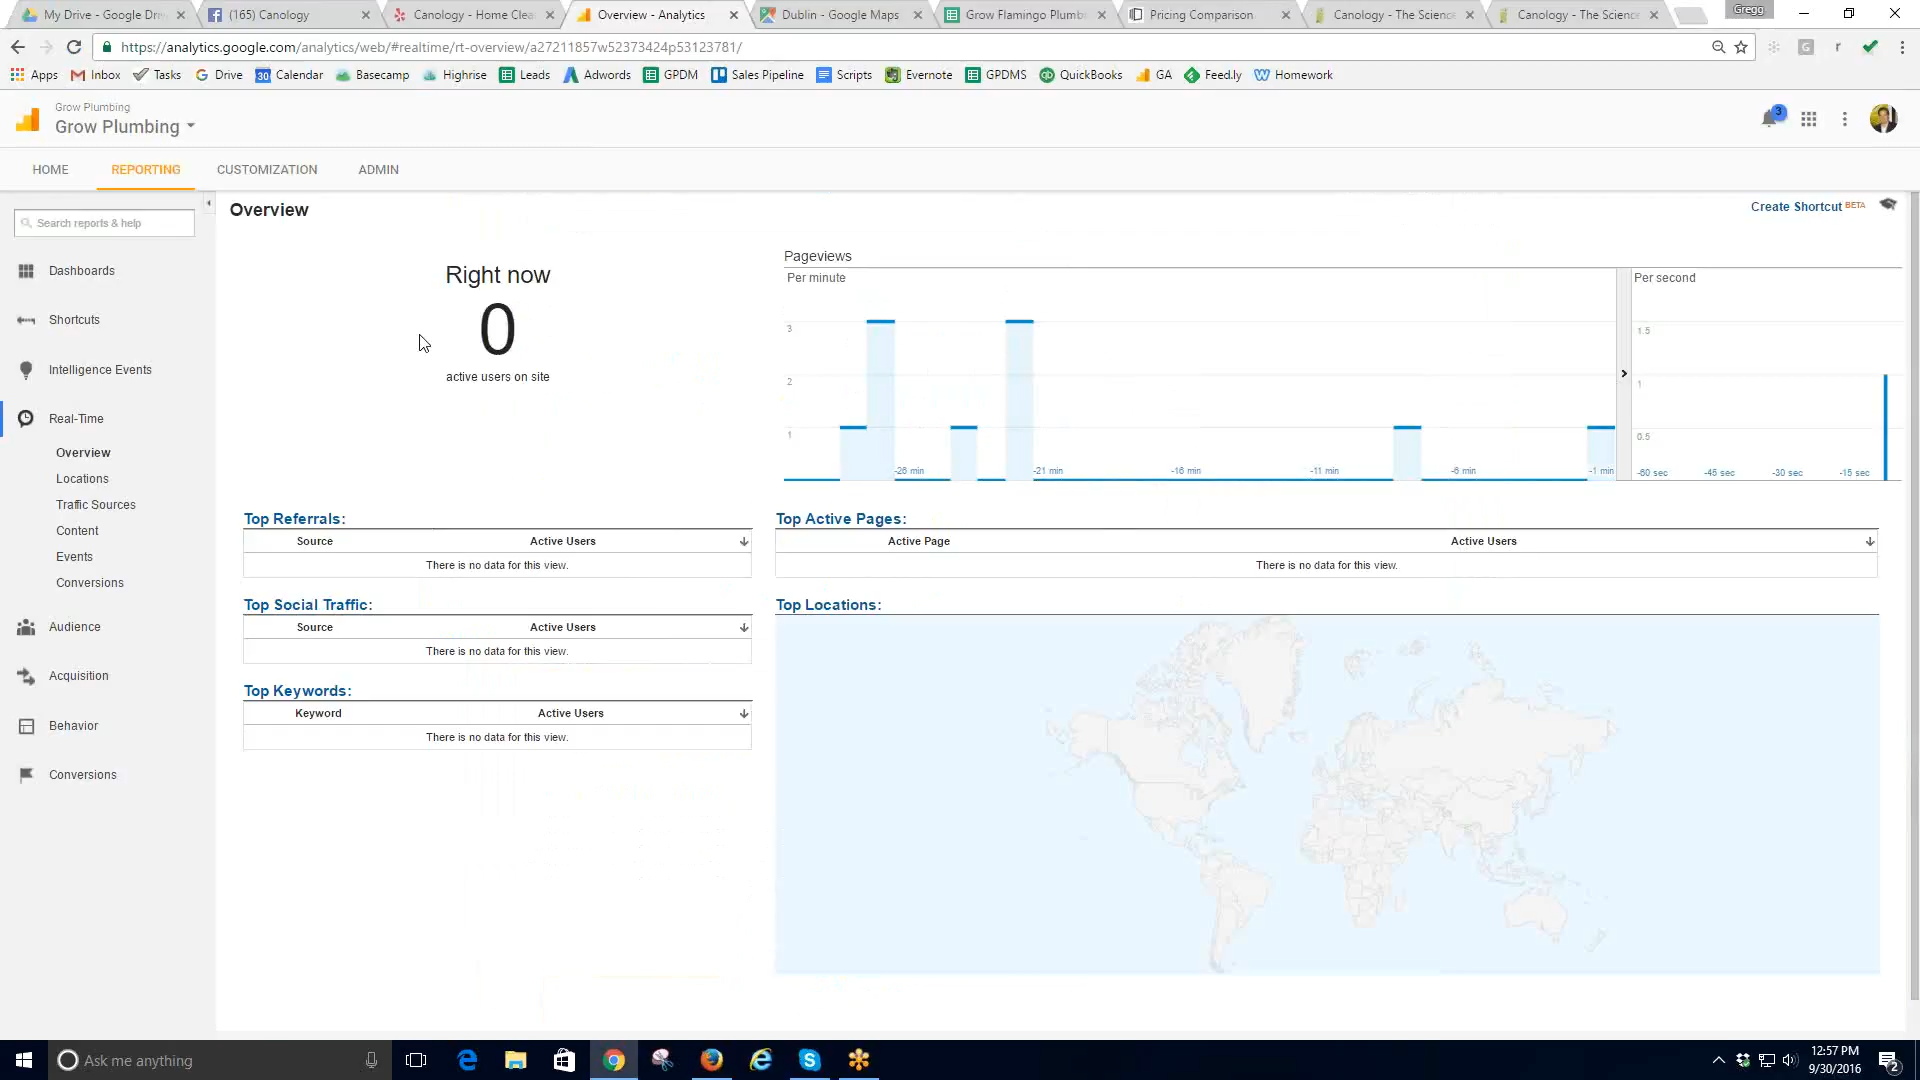 My Drive - Google Dri
(165) Canology
Canology - Home Clea
Overview - Analytics
Dublin - Google Maps
Grow Flamingo Plumb
Pricing Comparison
Canology - The Science
Canology - The Science
Gregg
https://analytics.google.com/analytics/web/#realtime/rt-overview/a27211857w52373424p53123781/
Apps
Inbox
Tasks
Drive
30
Calendar
Basecamp
Highrise
Leads
Adwords
GPDM
Sales Pipeline
Scripts
Evernote
GPDMS
QuickBooks
GA
Feed.ly
Homework
Grow Plumbing
Grow Plumbing
3
HOME
REPORTING
CUSTOMIZATION
ADMIN
Search reports & help
Dashboards
Shortcuts
Intelligence Events
Real-Time
Overview
Locations
Traffic Sources
Content
Events
Conversions
Audience
Acquisition
Behavior
Conversions
Overview
Create Shortcut BETA
Right now
0
active users on site
Pageviews
Per minute
3
2
1
-26 min
-21 min
-16 min
-11 min
-6 min
-1 min
Per second
1.5
1
0.5
-60 sec
-45 sec
-30 sec
-15 sec
Top Referrals:
Source
Active Users
There is no data for this view.
Top Active Pages:
Active Page
Active Users
There is no data for this view.
Top Social Traffic:
Source
Active Users
There is no data for this view.
Top Locations:
Top Keywords:
Keyword
Active Users
There is no data for this view.
Ask me anything
12:57 PM
9/30/2016
2